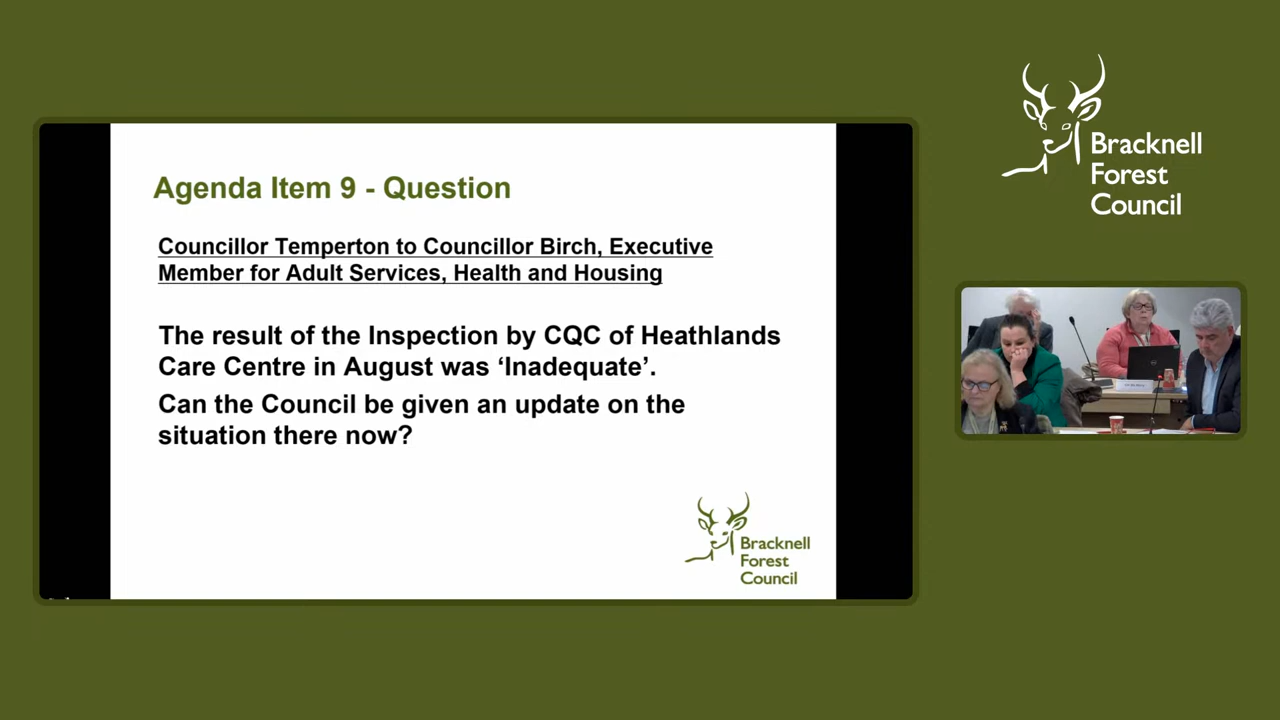 Agenda Item 9 - Question
Councillor Temperton to Councillor Birch, Executive
Member for Adult Services, Health and Housing
The result of the Inspection by CQC of Heathlands
Care Centre in August was ‘Inadequate’.
Can the Council be given an update on the
situation there now?
Bracknell
Forest
Council
Bracknell
Forest
Council